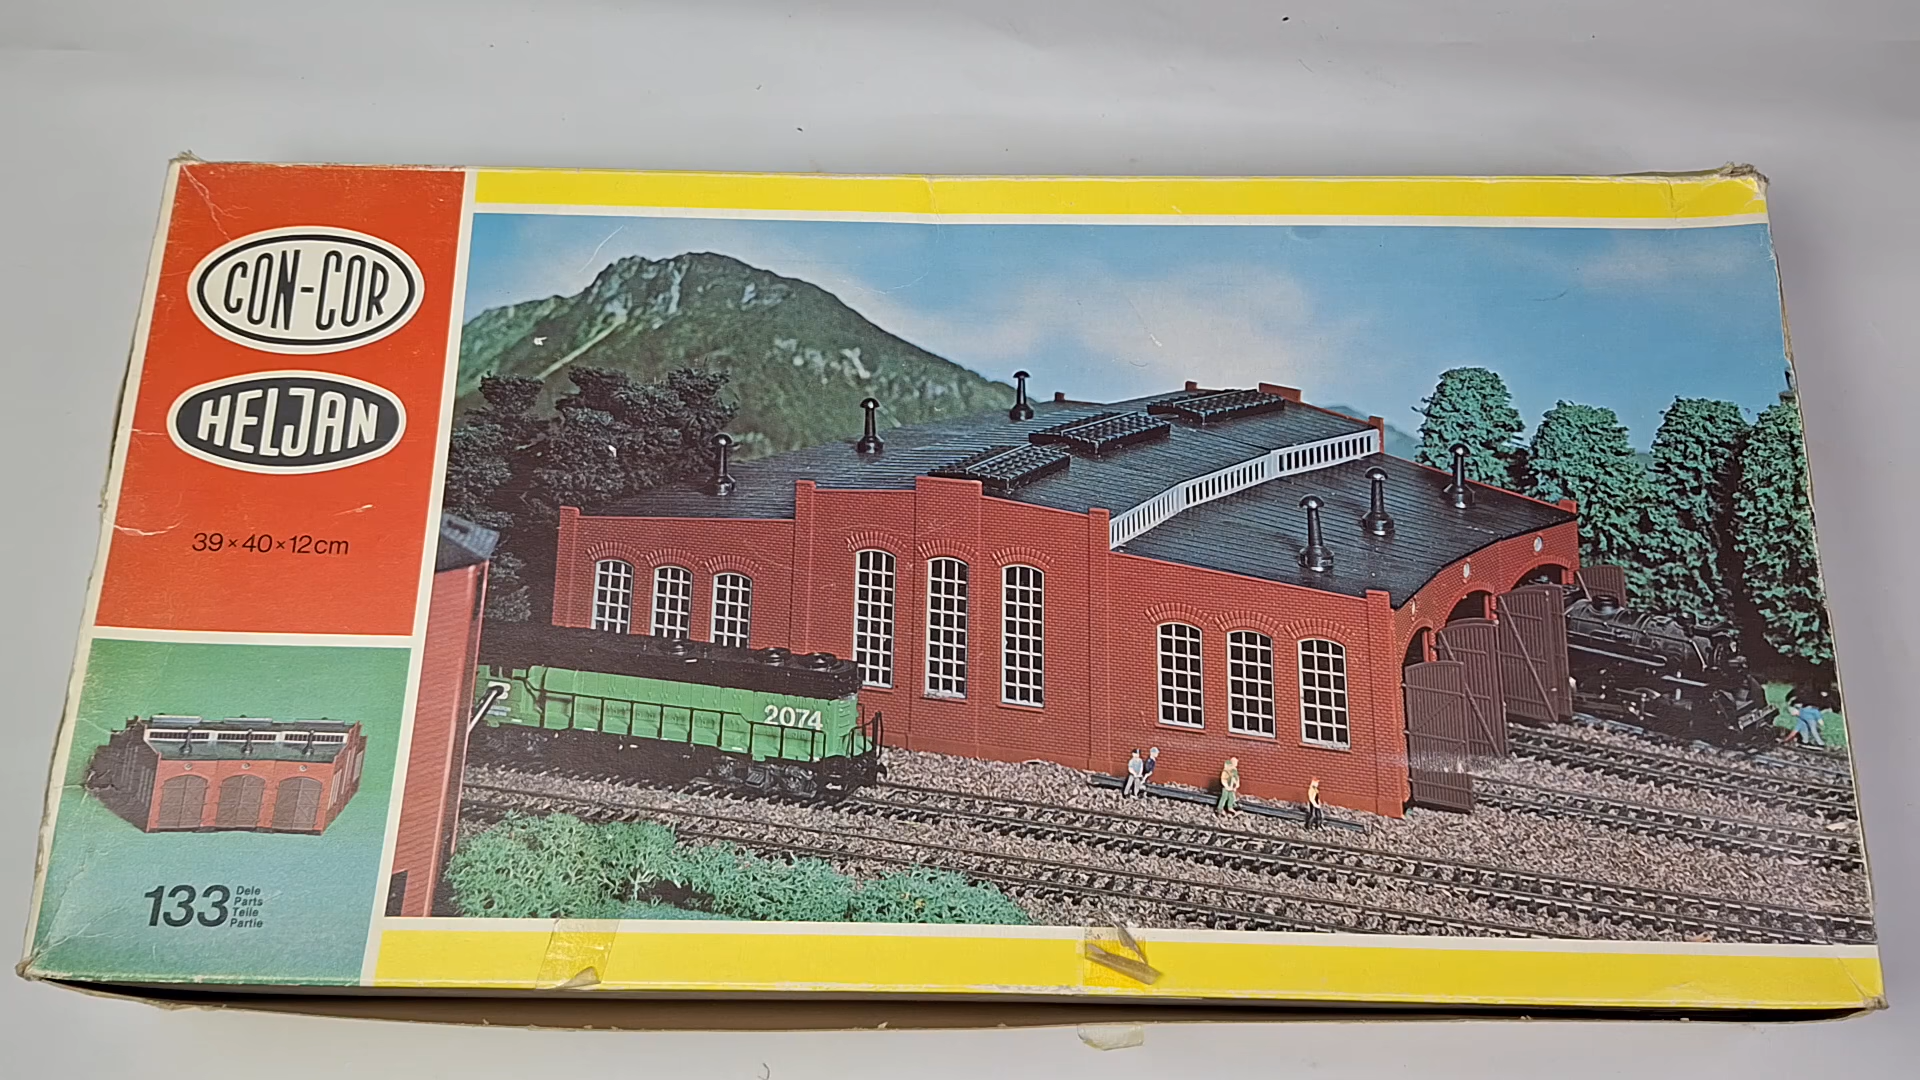 CON-COR
HELJAN
39×40×12cm
133
Dele
Parts
Teile
Partie
2074